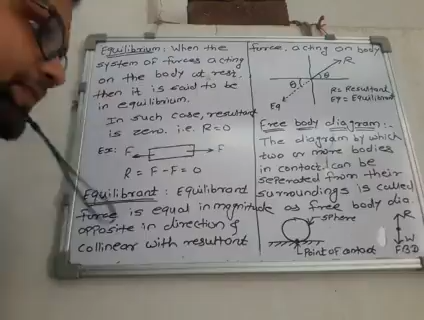 Equilibrium: When the
system of forces acting
on the body at rest,
then it is said to be
in equilibrium.
In such case, resultant
is zero. i.e. R=0
Ex: F F
R = F - F = 0
Equilibrant : Equilibrant
force is equal in magnitude
opposite in direction &
collinear with resultant
force. acting on body
R
θ θ
Eq
R = Resultant
Eq = Equilibrant
Free body diagram:-
The diagram by which
two or more bodies
in contact can be
seperated from their
surroundings is called
as free body dia.
sphere
Point of contact
R
W
FBD